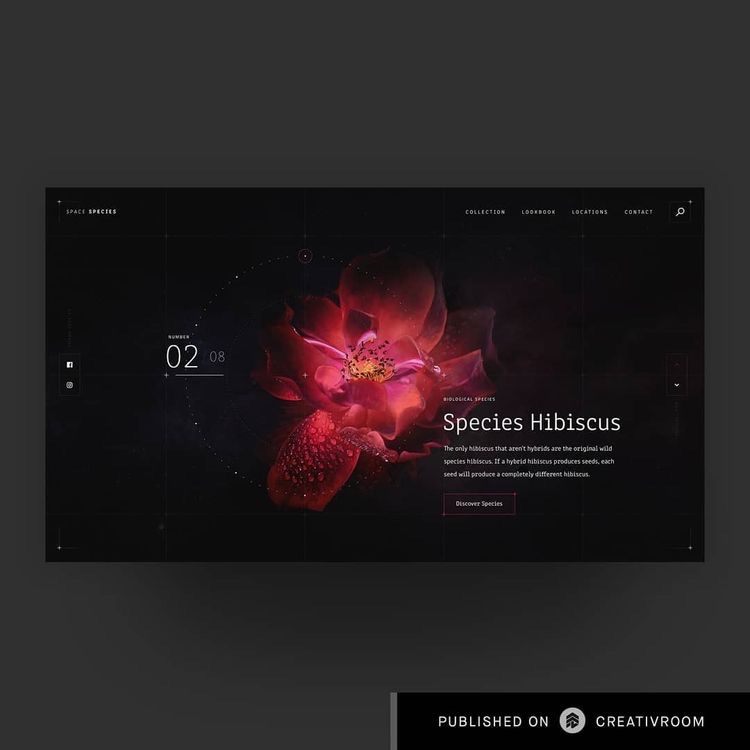 SPACE SPECIES
COLLECTION LOOKBOOK LOCATIONS CONTACT
NUMBER
02 08
BIOLOGICAL SPECIES
Species Hibiscus
The only hibiscus that aren't hybrids are the original wild
species hibiscus. If a hybrid hibiscus produces seeds, each
seed will produce a completely different hibiscus.
Discover Species
PUBLISHED ON CREATIVROOM